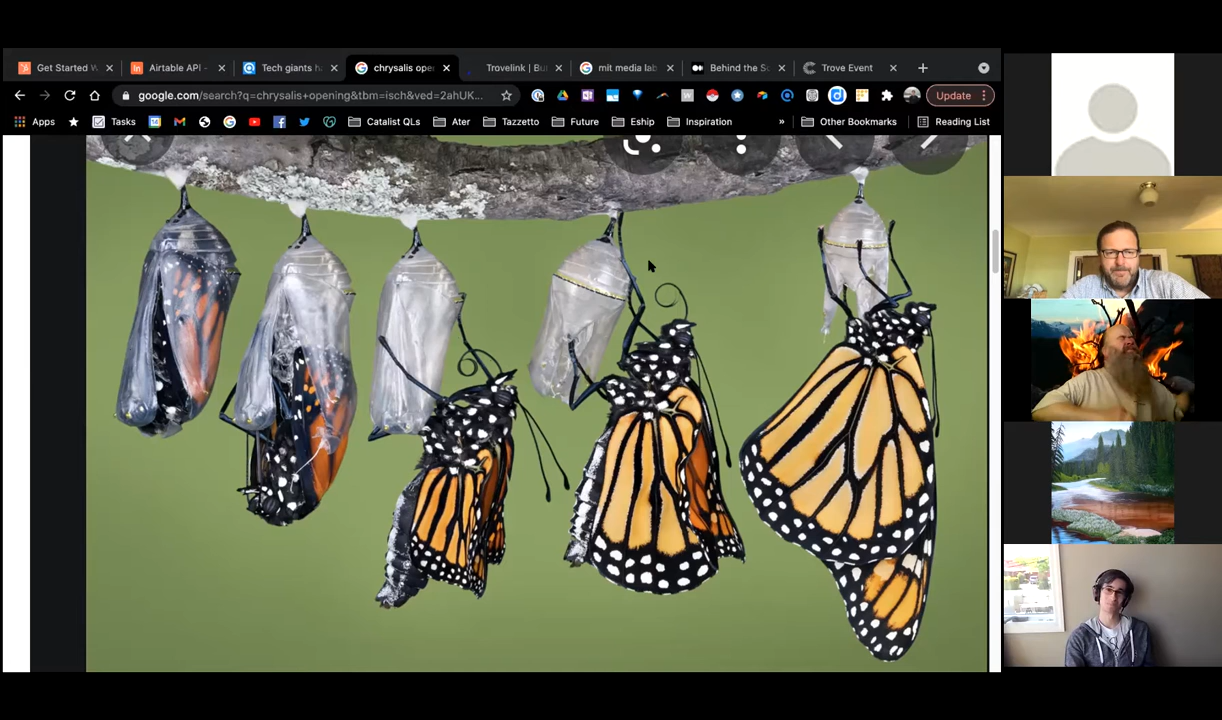 Get Started W
Airtable API -
Tech giants ha
chrysalis ope
Trovelink | Bu
mit media lab
Behind the Sc
Trove Event
google.com/search?q=chrysalis+opening&tbm=isch&ved=2ahUK...
Update
Apps
Tasks
Catalist QLs
Ater
Tazzetto
Future
Eship
Inspiration
»
Other Bookmarks
Reading List